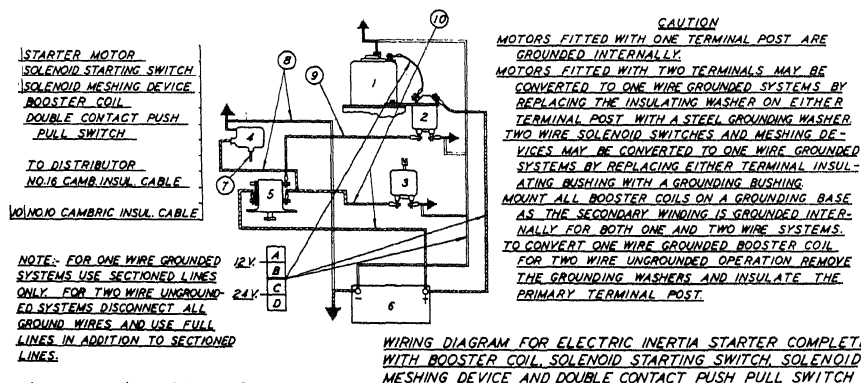 STARTER MOTOR
SOLENOID STARTING SWITCH
SOLENOID MESHING DEVICE
BOOSTER COIL
DOUBLE CONTACT PUSH
PULL SWITCH
TO DISTRIBUTOR
NO.16 CAMB. INSUL. CABLE
NO.10 CAMBRIC INSUL. CABLE
NOTE:- FOR ONE WIRE GROUNDED
SYSTEMS USE SECTIONED LINES
ONLY. FOR TWO WIRE UNGROUND-
ED SYSTEMS DISCONNECT ALL
GROUND WIRES AND USE FULL
LINES IN ADDITION TO SECTIONED
LINES.
8
10
9
1
2
4
7
5
3
12V.
24V.
A
B
C
D
6
- +
CAUTION
MOTORS FITTED WITH ONE TERMINAL POST ARE
GROUNDED INTERNALLY.
MOTORS FITTED WITH TWO TERMINALS MAY BE
CONVERTED TO ONE WIRE GROUNDED SYSTEMS BY
REPLACING THE INSULATING WASHER ON EITHER
TERMINAL POST WITH A STEEL GROUNDING WASHER.
TWO WIRE SOLENOID SWITCHES AND MESHING DE-
VICES MAY BE CONVERTED TO ONE WIRE GROUNDED
SYSTEMS BY REPLACING EITHER TERMINAL INSUL-
ATING BUSHING WITH A GROUNDING BUSHING.
MOUNT ALL BOOSTER COILS ON A GROUNDING BASE
AS THE SECONDARY WINDING IS GROUNDED INTER-
NALLY FOR BOTH ONE AND TWO WIRE SYSTEMS.
TO CONVERT ONE WIRE GROUNDED BOOSTER COIL
FOR TWO WIRE UNGROUNDED OPERATION REMOVE
THE GROUNDING WASHERS AND INSULATE THE
PRIMARY TERMINAL POST.
WIRING DIAGRAM FOR ELECTRIC INERTIA STARTER COMPLET
WITH BOOSTER COIL, SOLENOID STARTING SWITCH, SOLENOID
MESHING DEVICE AND DOUBLE CONTACT PUSH PULL SWITCH